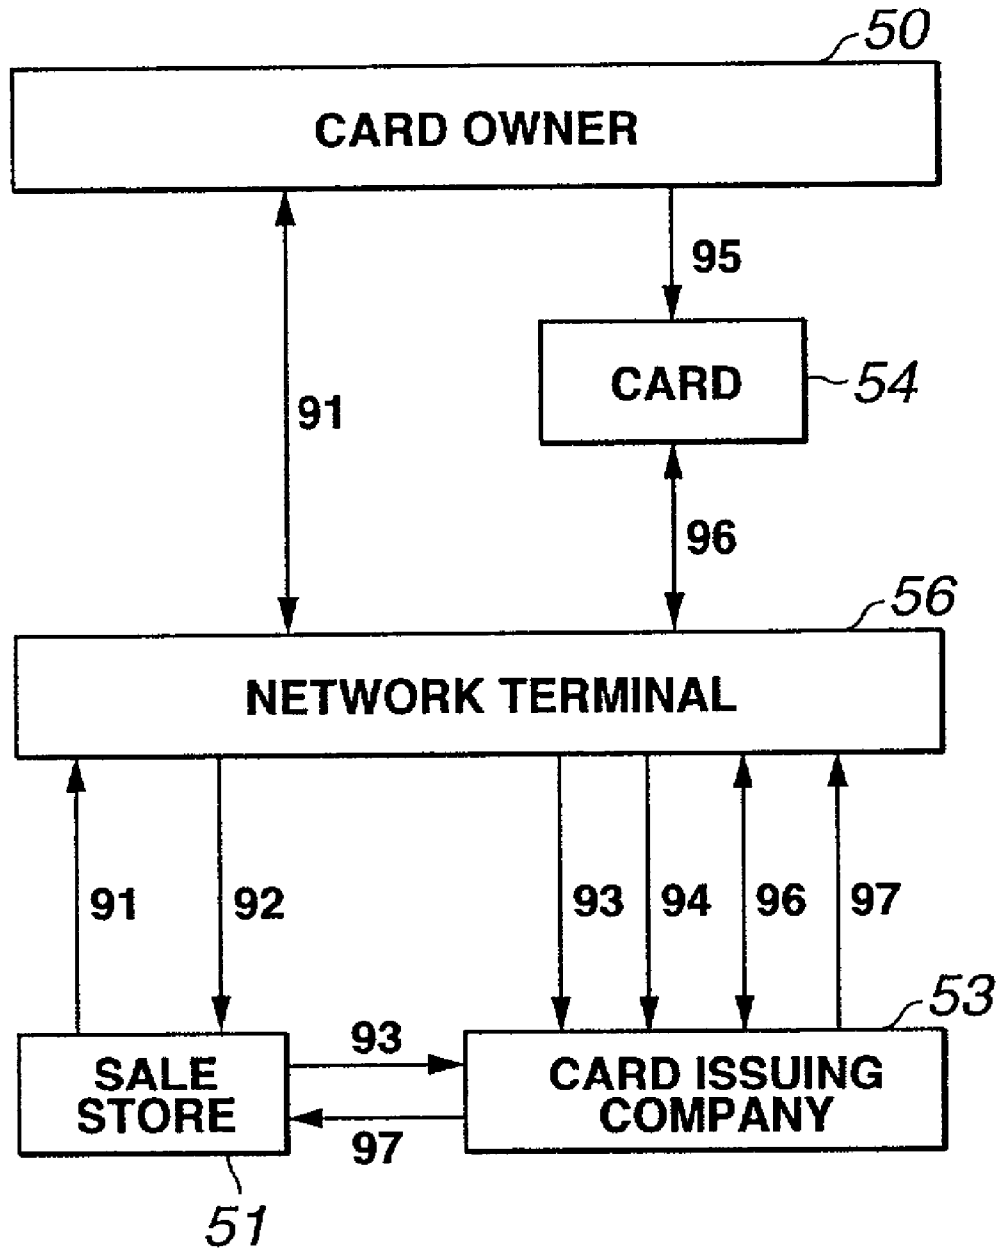 50
CARD OWNER
95
CARD
54
91
96
56
NETWORK TERMINAL
91
92
93
94
96
97
53
93
SALE
STORE
CARD ISSUING
COMPANY
97
51